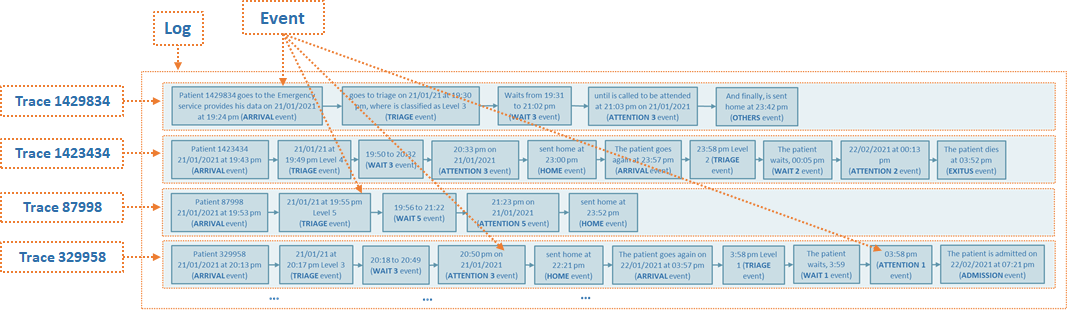 Log
Event
Trace 1429834
Patient 1429834 goes to the Emergency
service provides his data on 21/01/2021
at 19:24 pm (ARRIVAL event)
goes to triage on 21/01/21 at 19:30
pm, where is classified as Level 3
(TRIAGE event)
Waits from 19:31
to 21:02 pm
(WAIT 3 event)
until is called to be attended
at 21:03 pm on 21/01/2021
(ATTENTION 3 event)
And finally, is sent
home at 23:42 pm
(OTHERS event)
Trace 1423434
Patient 1423434
21/01/2021 at 19:43 pm
(ARRIVAL event)
21/01/21 at
19:49 pm Level 4
(TRIAGE event)
19:50 to 20:32
(WAIT 3 event)
20:33 pm on
21/01/2021
(ATTENTION 3 event)
sent home at
23:00 pm
(HOME event)
The patient goes
again at 23:57 pm
(ARRIVAL event)
23:58 pm Level
2 (TRIAGE
event)
The patient
waits, 00:05 pm
(WAIT 2 event)
22/02/2021 at 00:13
pm
(ATTENTION 2 event)
The patient dies
at 03:52 pm
(EXITUS event)
Trace 87998
Patient 87998
21/01/2021 at 19:53 pm
(ARRIVAL event)
21/01/21 at 19:55 pm
Level 5
(TRIAGE event)
19:56 to 21:22
(WAIT 5 event)
21:23 pm on
21/01/2021
(ATTENTION 5 event)
sent home at
23:52 pm
(HOME event)
Trace 329958
Patient 329958
21/01/2021 at 20:13 pm
(ARRIVAL event)
21/01/21 at
20:17 pm Level 3
(TRIAGE event)
20:18 to 20:49
(WAIT 3 event)
20:50 pm on
21/01/2021
(ATTENTION 3 event)
sent home at
22:21 pm
(HOME event)
The patient goes again on
22/01/2021 at 03:57 pm
(ARRIVAL event)
3:58 pm Level
1 (TRIAGE
event)
The patient
waits, 3:59
(WAIT 1 event)
03:58 pm
(ATTENTION 1
event)
The patient is admitted on
22/02/2021 at 07:21 pm
(ADMISSION event)
... ... ...